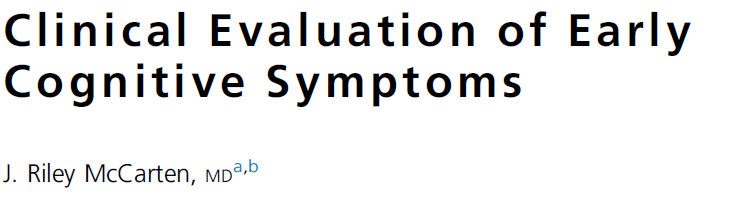 Clinical Evaluation of Early
Cognitive Symptoms
J. Riley McCarten, MDa,b